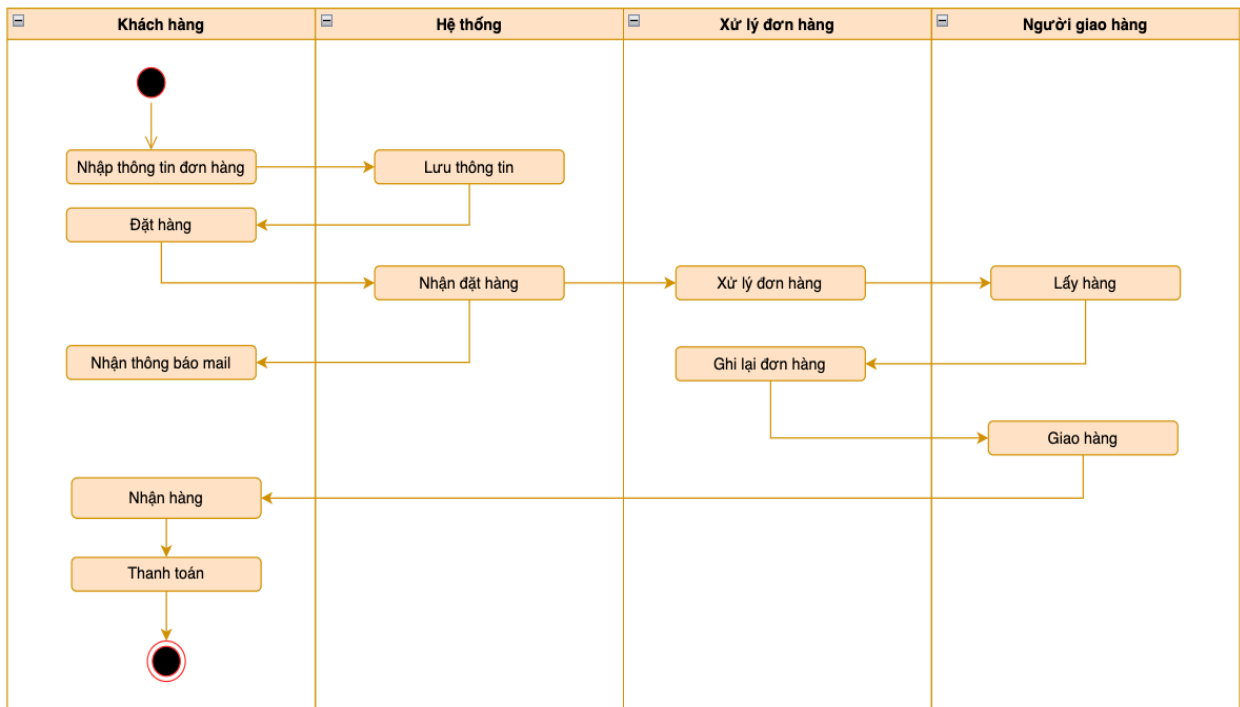 Khách hàng
Hệ thống
Xử lý đơn hàng
Người giao hàng
Nhập thông tin đơn hàng
Lưu thông tin
Đặt hàng
Nhận đặt hàng
Xử lý đơn hàng
Lấy hàng
Nhận thông báo mail
Ghi lại đơn hàng
Giao hàng
Nhận hàng
Thanh toán